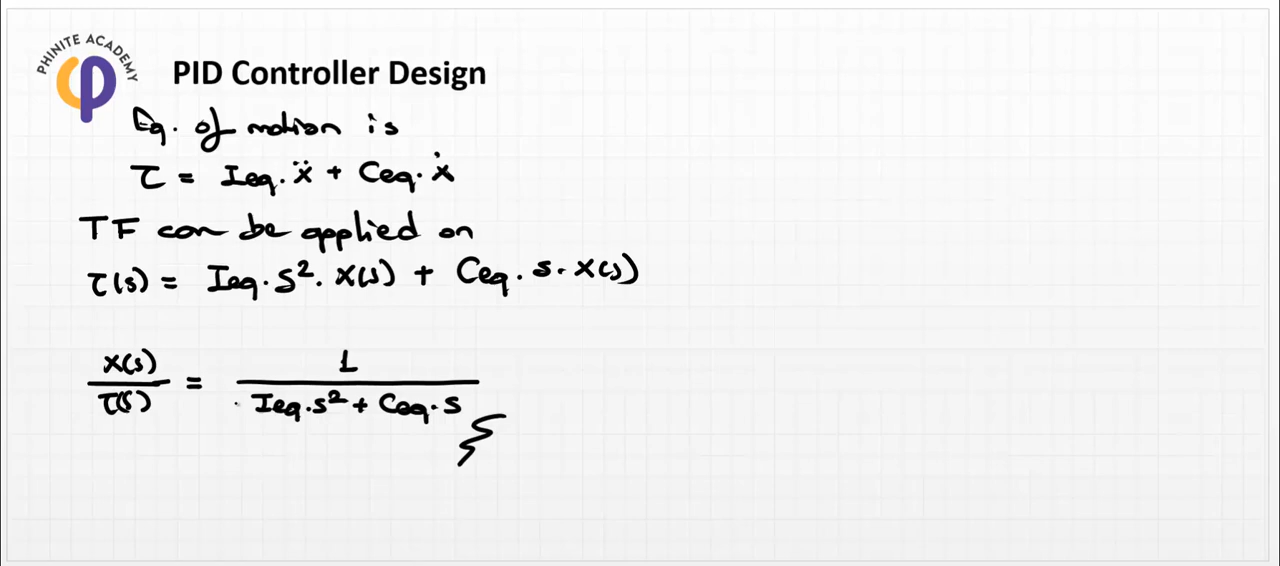 PHINITE ACADEMY
PID Controller Design
Eq. of motion is
τ = Ieq. ẍ + Ceq. ẋ
TF can be applied on
τ(s) = Ieq. S². x(s) + Ceq. s. x(s)
x(s) / τ(s) = 1 / Ieq.s² + Ceq.s